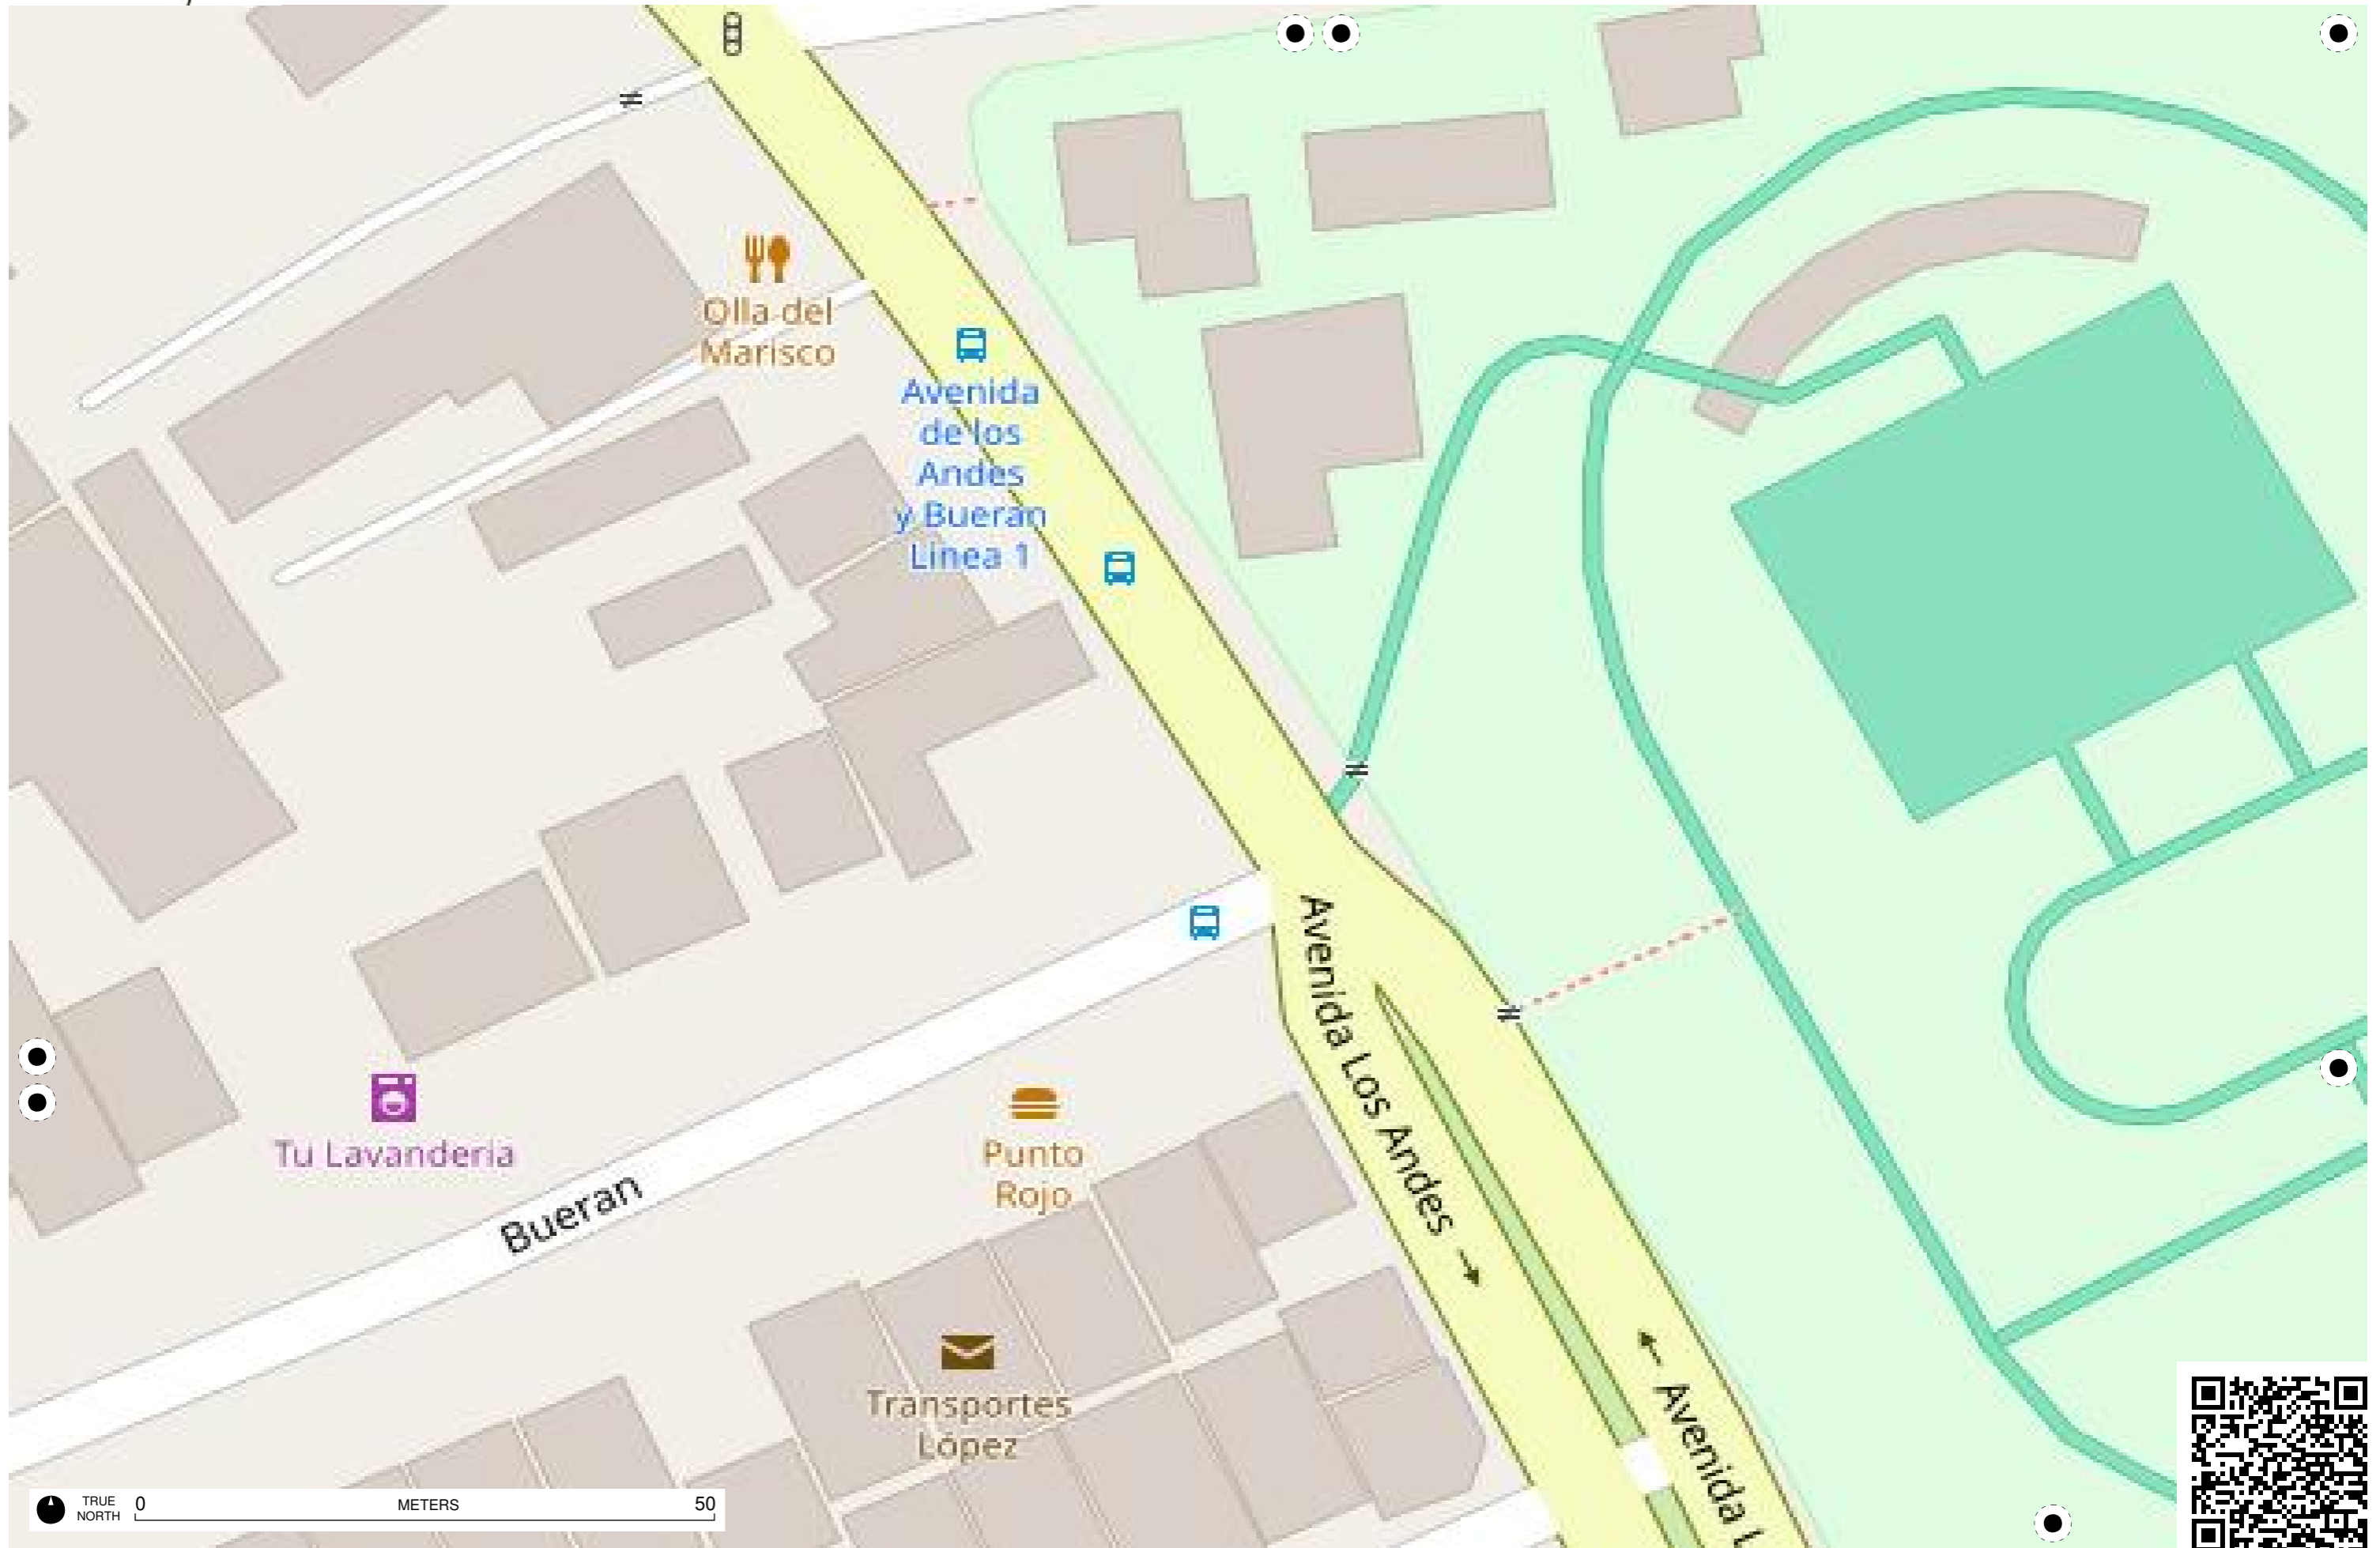 Olla del
Marisco
Avenida
de los
Andes
y Bueran
Linea 1
Avenida Los Andes
Tu Lavanderia
Bueran
Punto
Rojo
Transportes
López
Avenida L
TRUE
NORTH
0
METERS
50